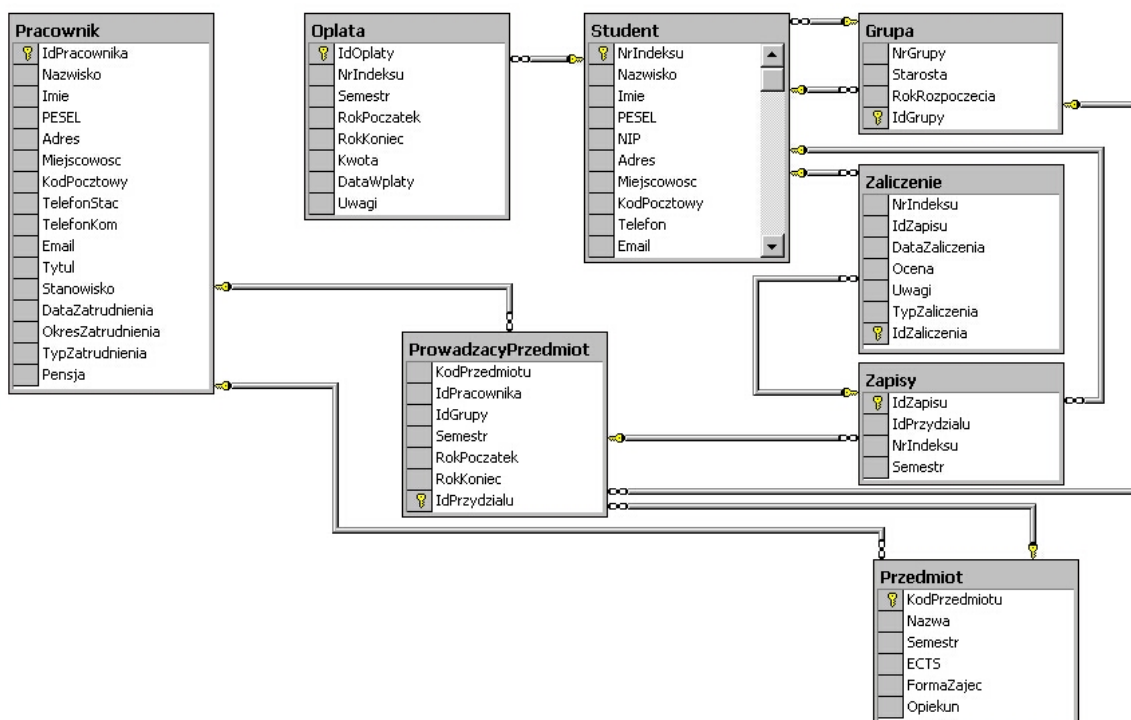 Pracownik
IdPracownika
Nazwisko
Imie
PESEL
Adres
Miejscowosc
KodPocztowy
TelefonStac
TelefonKom
Email
Tytul
Stanowisko
DataZatrudnienia
OkresZatrudnienia
TypZatrudnienia
Pensja
Oplata
IdOplaty
NrIndeksu
Semestr
RokPoczatek
RokKoniec
Kwota
DataWplaty
Uwagi
Student
NrIndeksu
Nazwisko
Imie
PESEL
NIP
Adres
Miejscowosc
KodPocztowy
Telefon
Email
Grupa
NrGrupy
Starosta
RokRozpoczecia
IdGrupy
Zaliczenie
NrIndeksu
IdZapisu
DataZaliczenia
Ocena
Uwagi
TypZaliczenia
IdZaliczenia
ProwadzacyPrzedmiot
KodPrzedmiotu
IdPracownika
IdGrupy
Semestr
RokPoczatek
RokKoniec
IdPrzydzialu
Zapisy
IdZapisu
IdPrzydzialu
NrIndeksu
Semestr
Przedmiot
KodPrzedmiotu
Nazwa
Semestr
ECTS
FormaZajec
Opiekun